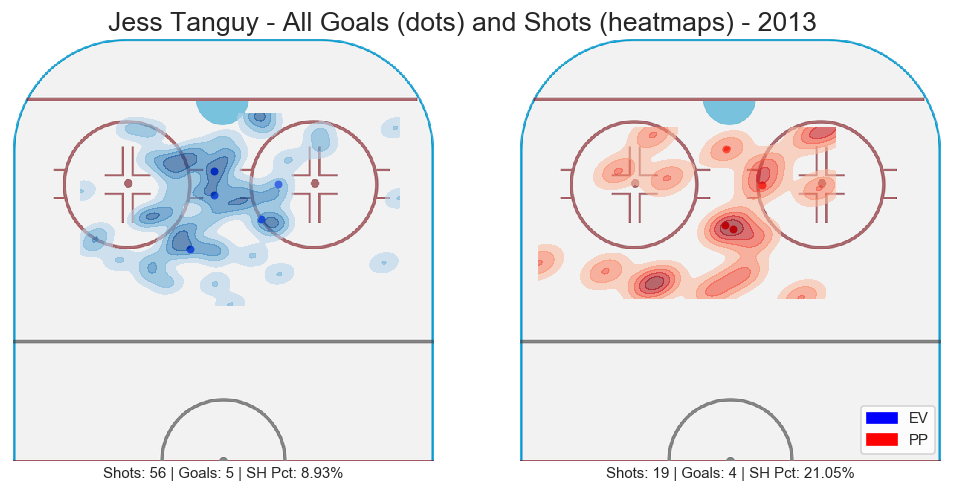 Jess Tanguy - All Goals (dots) and Shots (heatmaps) - 2013
EV
PP
Shots: 56 | Goals: 5 | SH Pct: 8.93%
Shots: 19 | Goals: 4 | SH Pct: 21.05%